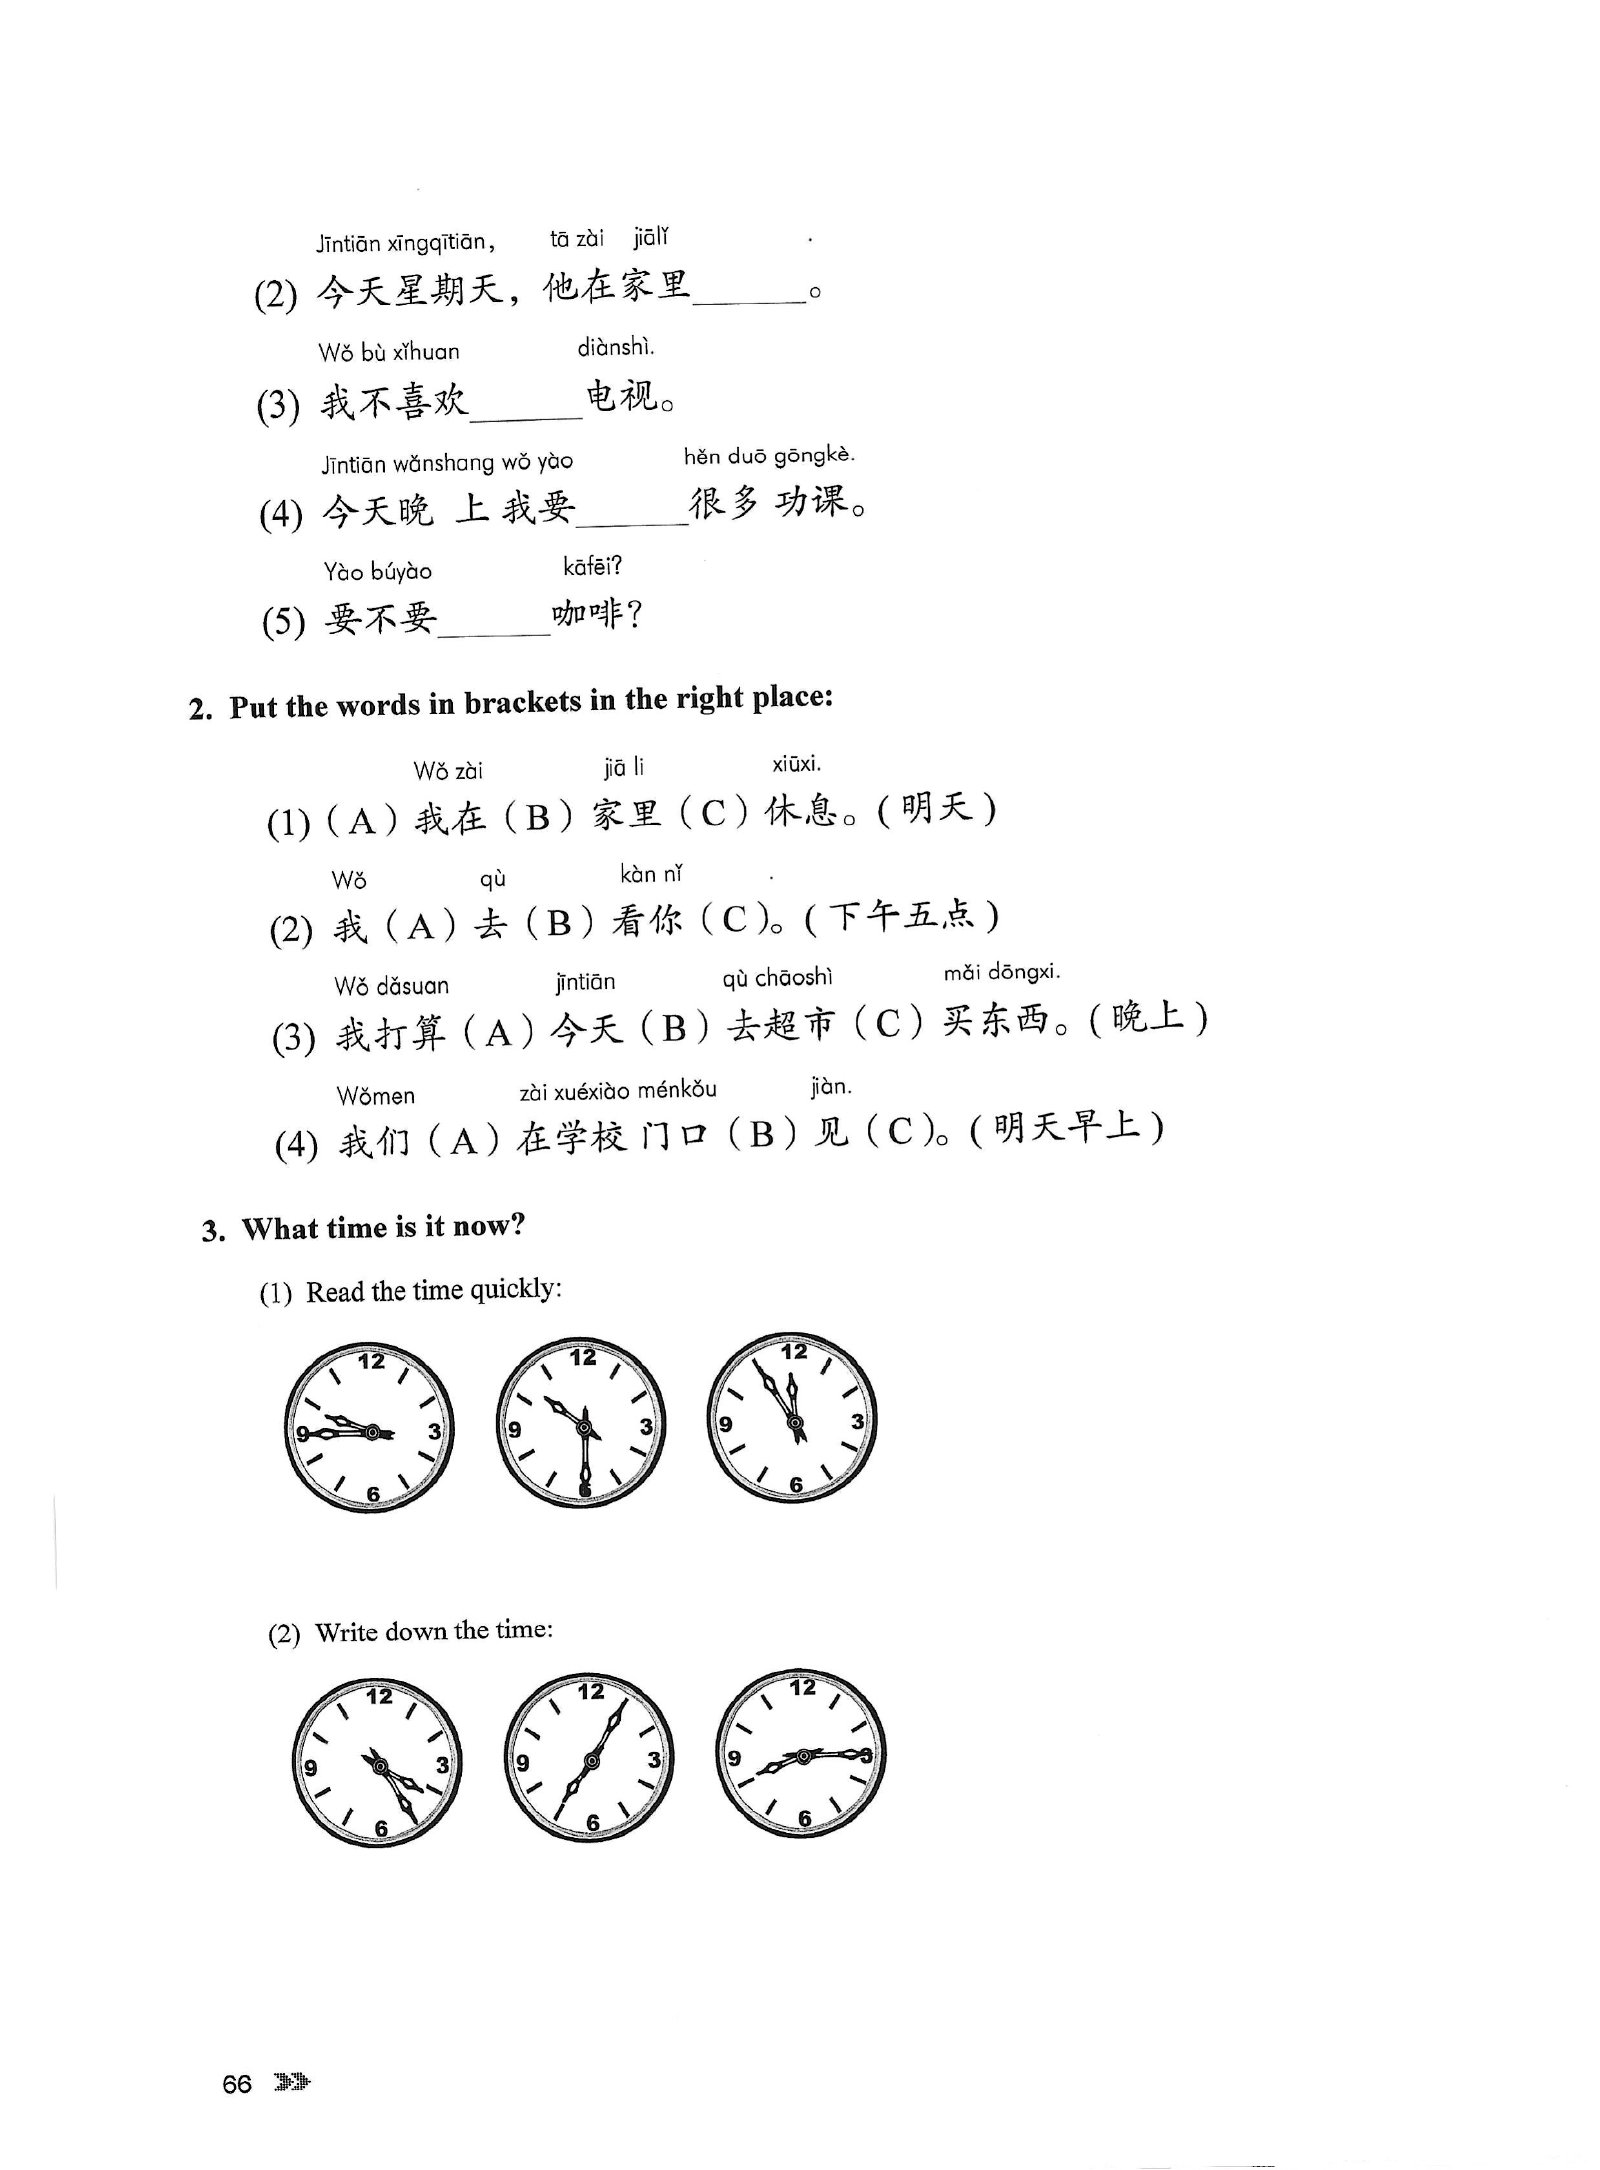 Jīntiān xīngqītiān, tā zài jiālǐ
(2) 今天星期天，他在家里______。
Wǒ bù xǐhuan diànshì.
(3) 我不喜欢______电视。
Jīntiān wǎnshang wǒ yào hěn duō gōngkè.
(4) 今天晚 上 我要______很多 功课。
Yào búyào kāfēi?
(5) 要不要______咖啡？
2. Put the words in brackets in the right place:
Wǒ zài jiā li xiūxi.
(1)（A）我在（B）家里（C）休息。(明天)
Wǒ qù kàn nǐ
(2) 我（A）去（B）看你（C）。(下午五点)
Wǒ dǎsuan jīntiān qù chāoshì mǎi dōngxi.
(3) 我打算（A）今天（B）去超市（C）买东西。(晚上)
Wǒmen zài xuéxiào ménkǒu jiàn.
(4) 我们（A）在学校 门口（B）见（C）。(明天早上)
3. What time is it now?
(1) Read the time quickly:
12 3 6 9
12 3 6 9
12 3 6 9
(2) Write down the time:
12 3 6 9
12 3 6 9
12 3 6 9
66